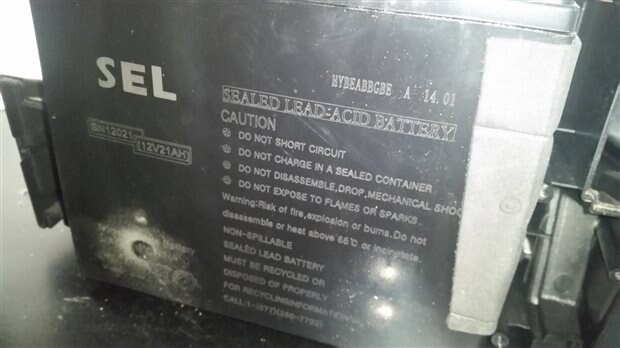 SEL
HYBEABBGBE A 14.01
SEALED LEAD-ACID BATTERY
CAUTION
DO NOT SHORT CIRCUIT
DO NOT CHARGE IN A SEALED CONTAINER
DO NOT DISASSEMBLE,DROP,MECHANICAL SHOC
DO NOT EXPOSE TO FLAMES OR SPARKS
Warning:Risk of fire,explosion or burns.Do not
disassemble or heat above 65℃ or incinrate.
SN12021
(12V21AH)
NON-SPILLABLE
SEALED LEAD BATTERY
MUST BE RECYCLED OR
DISPOSED OF PROPERLY
FOR RECYCLINGINFORMATION
Battery